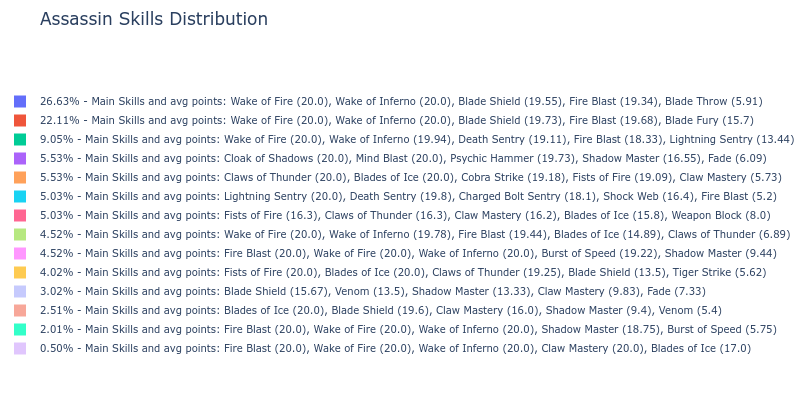 Assassin Skills Distribution
26.63% - Main Skills and avg points: Wake of Fire (20.0), Wake of Inferno (20.0), Blade Shield (19.55), Fire Blast (19.34), Blade Throw (5.91)
22.11% - Main Skills and avg points: Wake of Fire (20.0), Wake of Inferno (20.0), Blade Shield (19.73), Fire Blast (19.68), Blade Fury (15.7)
9.05% - Main Skills and avg points: Wake of Fire (20.0), Wake of Inferno (19.94), Death Sentry (19.11), Fire Blast (18.33), Lightning Sentry (13.44)
5.53% - Main Skills and avg points: Cloak of Shadows (20.0), Mind Blast (20.0), Psychic Hammer (19.73), Shadow Master (16.55), Fade (6.09)
5.53% - Main Skills and avg points: Claws of Thunder (20.0), Blades of Ice (20.0), Cobra Strike (19.18), Fists of Fire (19.09), Claw Mastery (5.73)
5.03% - Main Skills and avg points: Lightning Sentry (20.0), Death Sentry (19.8), Charged Bolt Sentry (18.1), Shock Web (16.4), Fire Blast (5.2)
5.03% - Main Skills and avg points: Fists of Fire (16.3), Claws of Thunder (16.3), Claw Mastery (16.2), Blades of Ice (15.8), Weapon Block (8.0)
4.52% - Main Skills and avg points: Wake of Fire (20.0), Wake of Inferno (19.78), Fire Blast (19.44), Blades of Ice (14.89), Claws of Thunder (6.89)
4.52% - Main Skills and avg points: Fire Blast (20.0), Wake of Fire (20.0), Wake of Inferno (20.0), Burst of Speed (19.22), Shadow Master (9.44)
4.02% - Main Skills and avg points: Fists of Fire (20.0), Blades of Ice (20.0), Claws of Thunder (19.25), Blade Shield (13.5), Tiger Strike (5.62)
3.02% - Main Skills and avg points: Blade Shield (15.67), Venom (13.5), Shadow Master (13.33), Claw Mastery (9.83), Fade (7.33)
2.51% - Main Skills and avg points: Blades of Ice (20.0), Blade Shield (19.6), Claw Mastery (16.0), Shadow Master (9.4), Venom (5.4)
2.01% - Main Skills and avg points: Fire Blast (20.0), Wake of Fire (20.0), Wake of Inferno (20.0), Shadow Master (18.75), Burst of Speed (5.75)
0.50% - Main Skills and avg points: Fire Blast (20.0), Wake of Fire (20.0), Wake of Inferno (20.0), Claw Mastery (20.0), Blades of Ice (17.0)